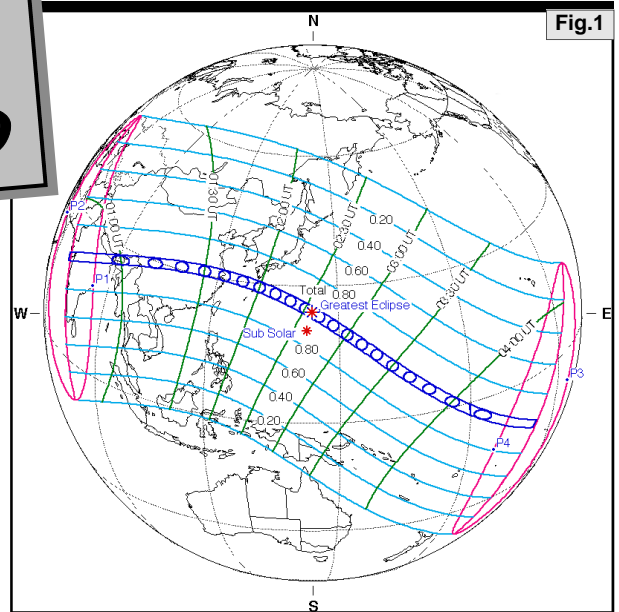 Fig.1
N
P2
01:00 UT
01:30 UT
02:00 UT
02:30 UT
03:00 UT
03:30 UT
04:00 UT
0.20
0.40
0.60
0.80
Total
P1
W
E
Greatest Eclipse
Sub Solar
0.80
0.60
0.40
0.20
P3
P4
S